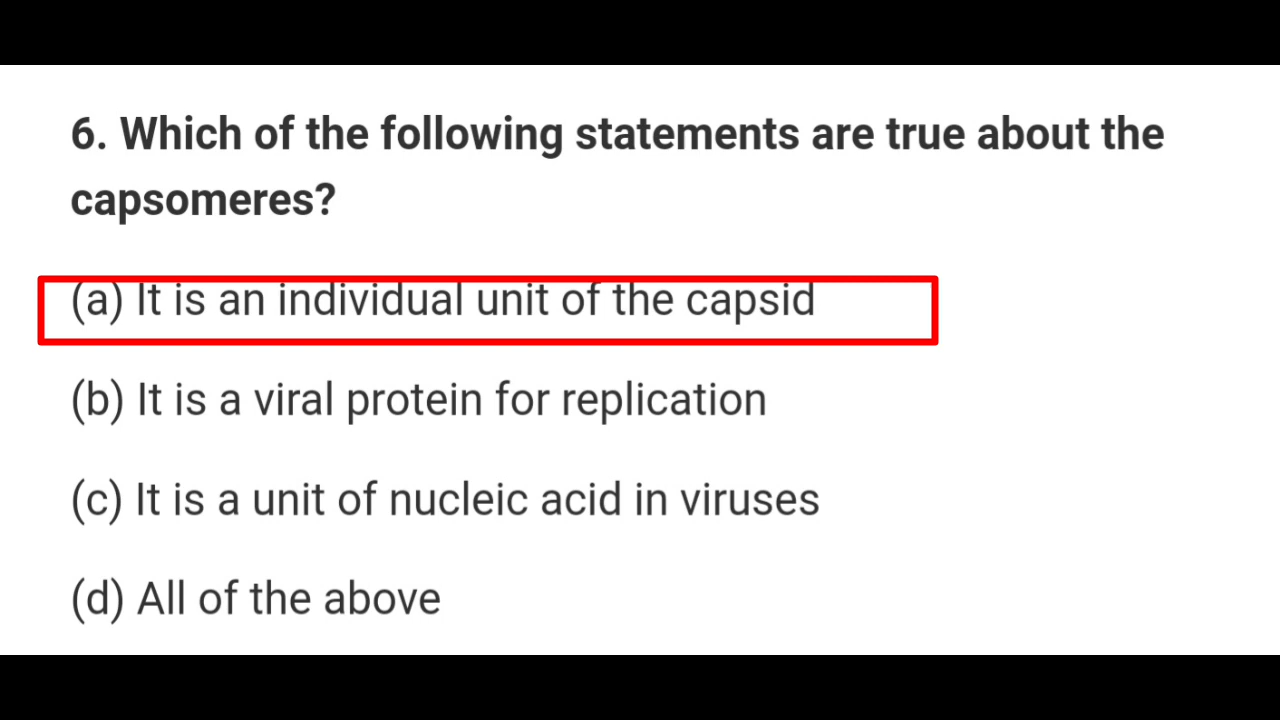 6. Which of the following statements are true about the
capsomeres?
(a) It is an individual unit of the capsid
(b) It is a viral protein for replication
(c) It is a unit of nucleic acid in viruses
(d) All of the above